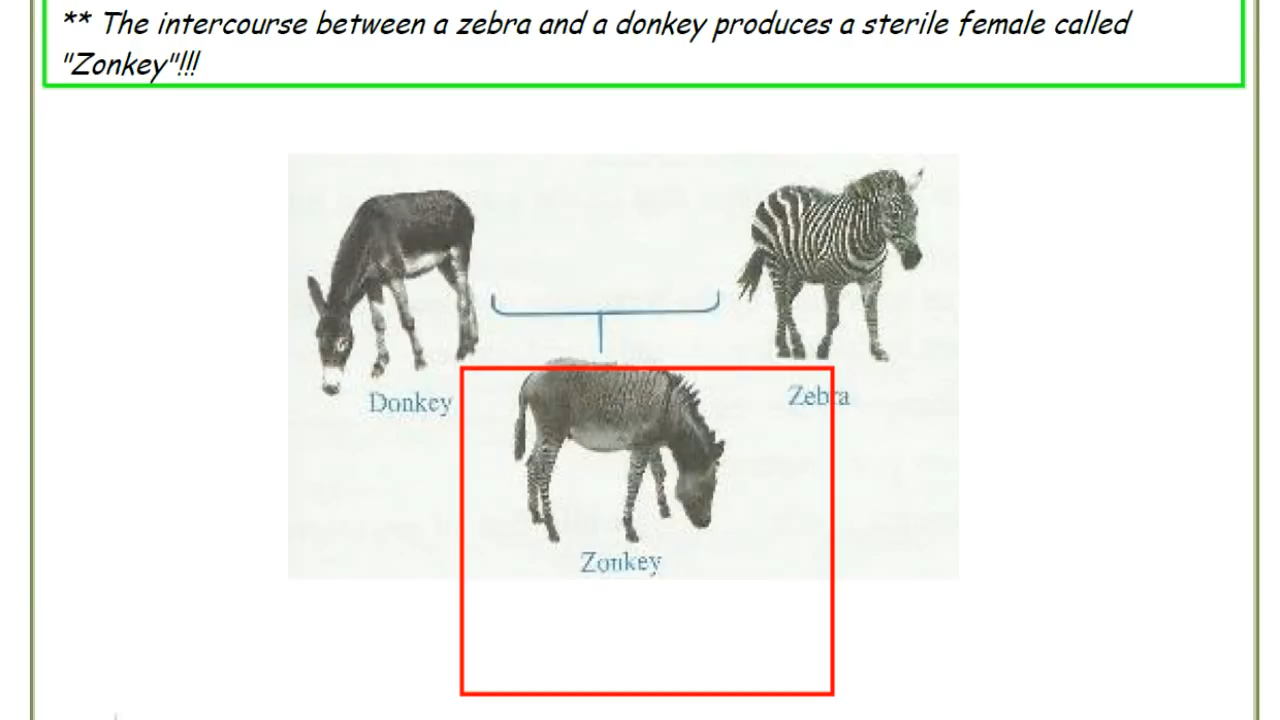 ** The intercourse between a zebra and a donkey produces a sterile female called
"Zonkey"!!!
Donkey
Zebra
Zonkey